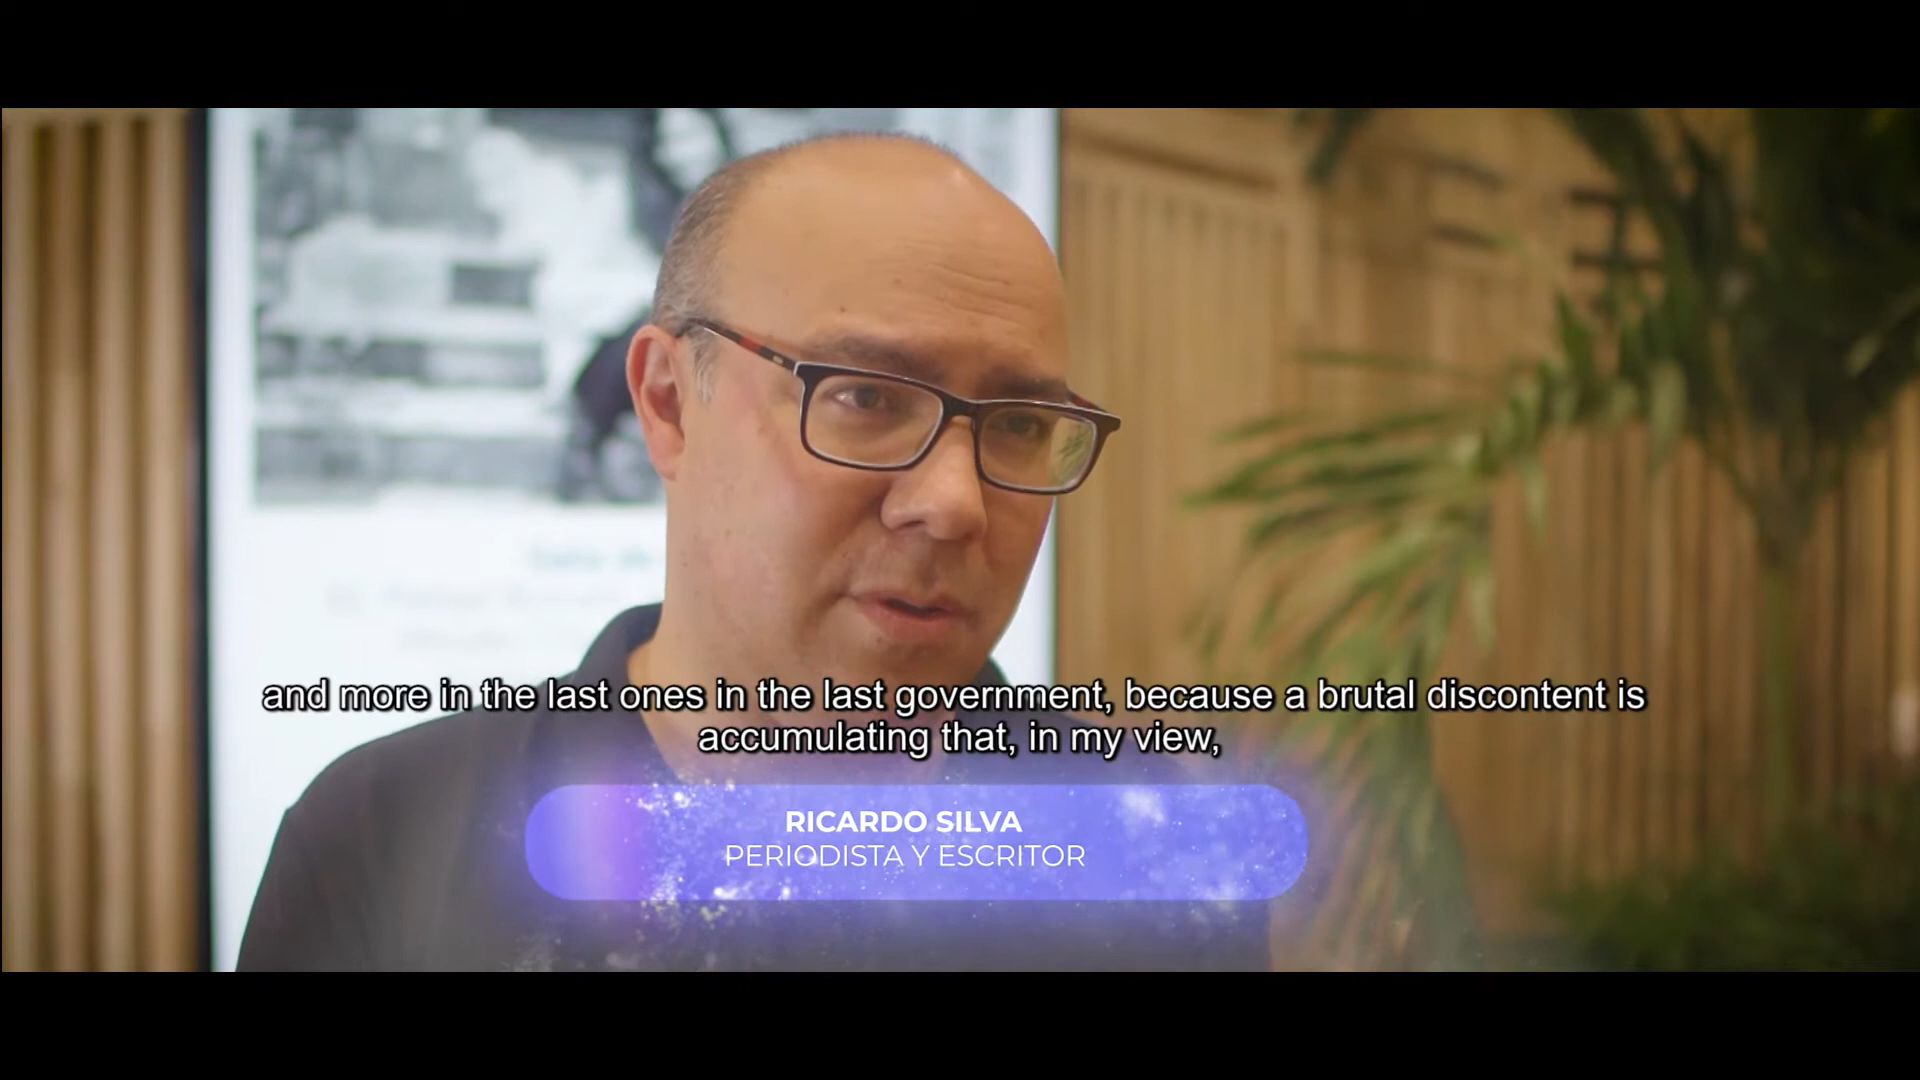 and more in the last ones in the last government, because a brutal discontent is
accumulating that, in my view,
RICARDO SILVA
PERIODISTA Y ESCRITOR